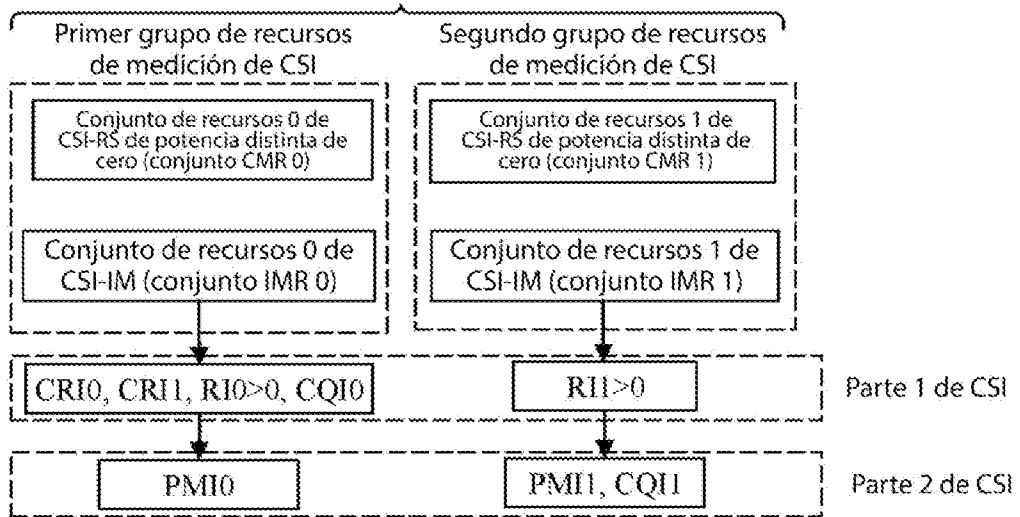 Primer grupo de recursos
de medición de CSI
Segundo grupo de recursos
de medición de CSI
Conjunto de recursos 0 de
CSI-RS de potencia distinta de
cero (conjunto CMR 0)
Conjunto de recursos 1 de
CSI-RS de potencia distinta de
cero (conjunto CMR 1)
Conjunto de recursos 0 de
CSI-IM (conjunto IMR 0)
Conjunto de recursos 1 de
CSI-IM (conjunto IMR 1)
CRI0, CRI1, RI0>0, CQI0
RI1>0
Parte 1 de CSI
PMI0
PMI1, CQI1
Parte 2 de CSI